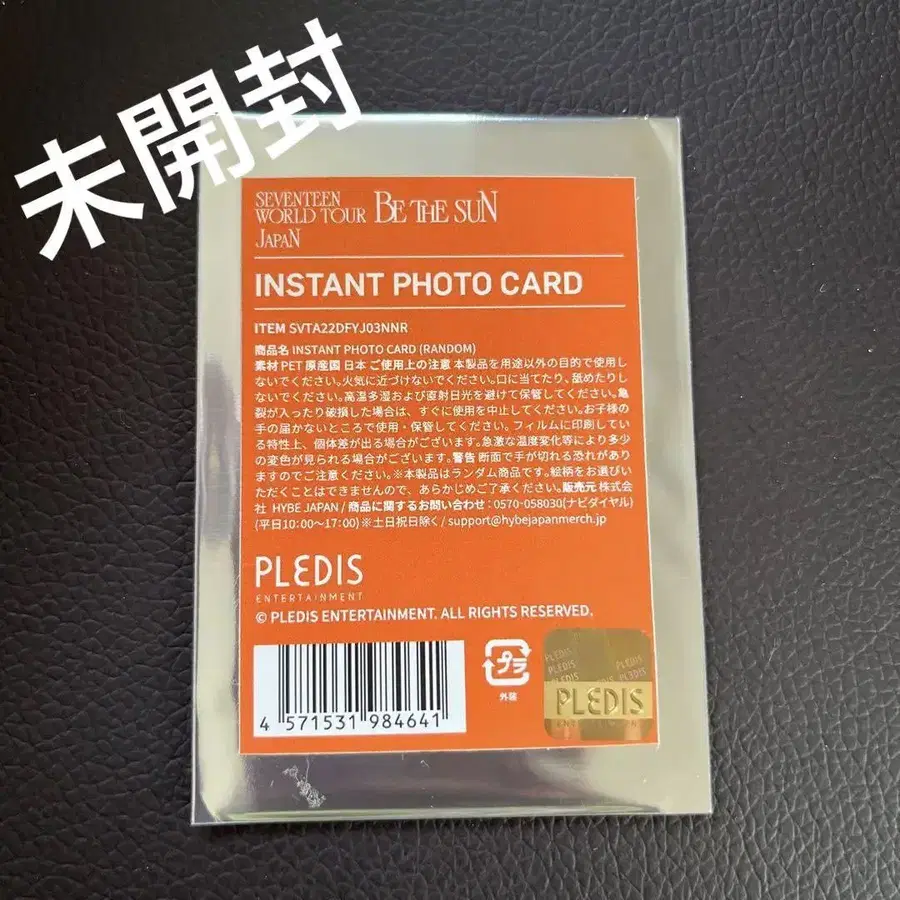 未開封
SEVENTEEN
WORLD TOUR BE THE SUN
JAPAN
INSTANT PHOTO CARD
ITEM SVTA22DFYJ03NNR
商品名 INSTANT PHOTO CARD (RANDOM)
素材 PET 原産国 日本 ご使用上の注意 本製品を用途以外の目的で使用し
ないでください。火気に近づけないでください。口に当てたり、舐めたりし
ないでください。高温多湿および直射日光を避けて保管してください。亀
裂が入ったり破損した場合は、すぐに使用を中止してください。お子様の
手の届かないところで使用・保管してください。フィルムに印刷してい
る特性上、個体差が出る場合がございます。急激な温度変化等により多少
の変色が見られる場合がございます。警告 断面で手が切れる恐れがあり
ますのでご注意ください。※本製品はランダム商品です。絵柄をお選びい
ただくことはできませんので、あらかじめご了承ください。販売元 株式会
社 HYBE JAPAN / 商品に関するお問い合わせ : 0570-058030(ナビダイヤル)
(平日10:00～17:00)※土日祝日除く / support@hybejapanmerch.jp
PLEDIS
ENTERTAINMENT
© PLEDIS ENTERTAINMENT. ALL RIGHTS RESERVED.
4 571531 984641
プラ
外装
PLEDIS PLEDIS
PLEDIS PLEDIS
PLEDIS PLEDIS
PLEDIS
ENTERTAINMENT